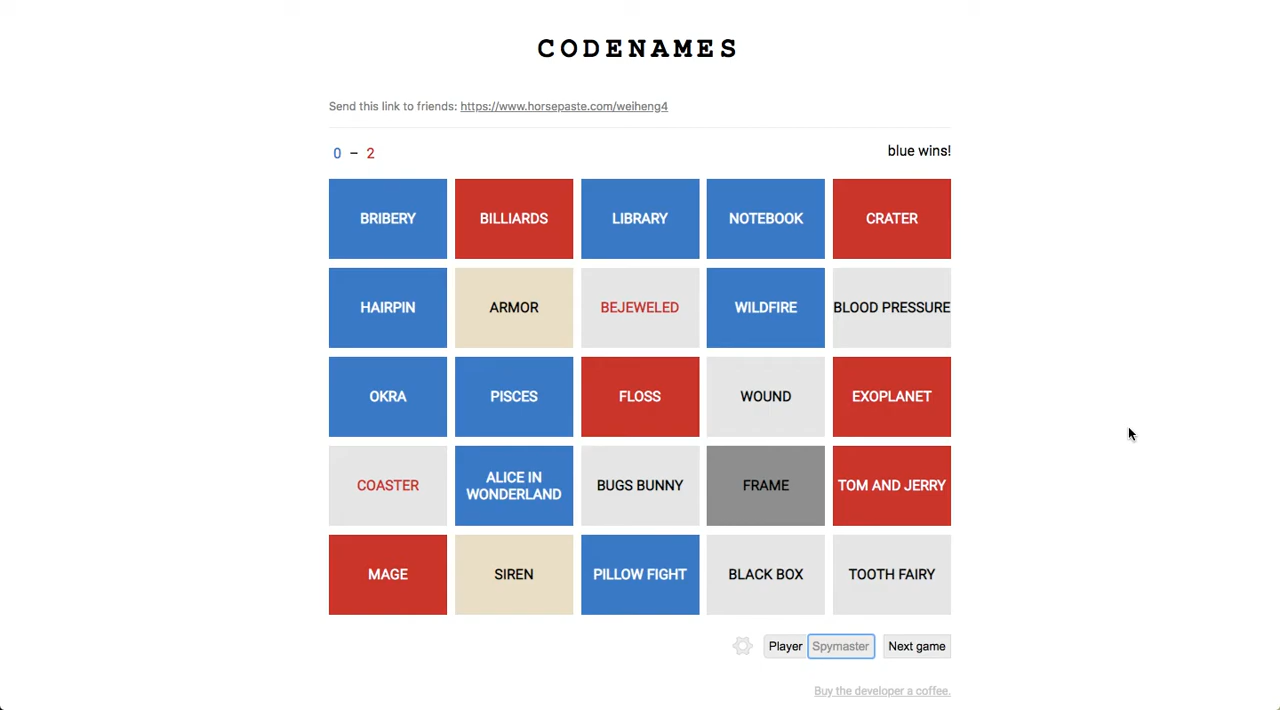 CODENAMES
Send this link to friends: https://www.horsepaste.com/weiheng4
0 – 2
blue wins!
BRIBERY
BILLIARDS
LIBRARY
NOTEBOOK
CRATER
HAIRPIN
ARMOR
BEJEWELED
WILDFIRE
BLOOD PRESSURE
OKRA
PISCES
FLOSS
WOUND
EXOPLANET
COASTER
ALICE IN
WONDERLAND
BUGS BUNNY
FRAME
TOM AND JERRY
MAGE
SIREN
PILLOW FIGHT
BLACK BOX
TOOTH FAIRY
Player
Spymaster
Next game
Buy the developer a coffee.